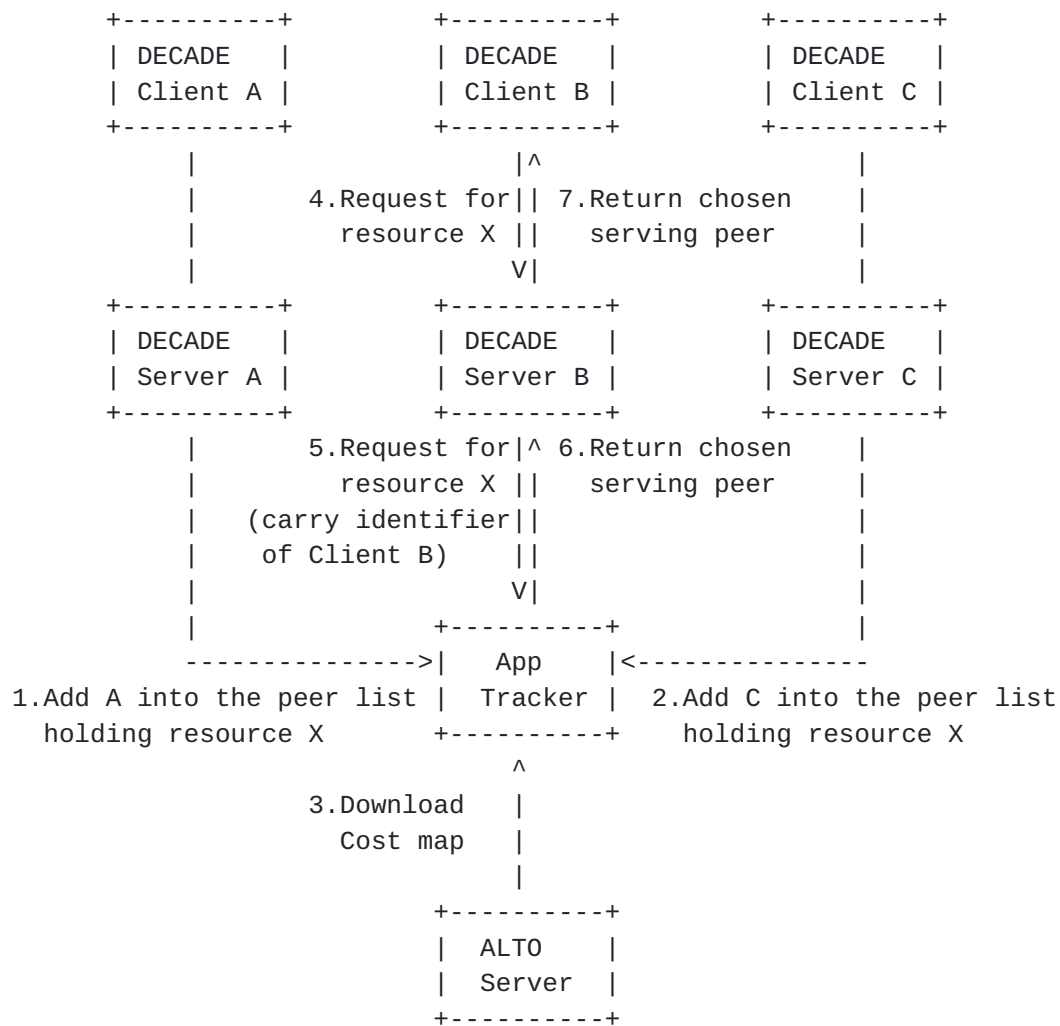 DECADE DECADE DECADE
Client A Client B Client C
4.Request for 7.Return chosen
resource X serving peer
DECADE DECADE DECADE
Server A Server B Server C
5.Request for 6.Return chosen
resource X serving peer
(carry identifier
of Client B)
App
1.Add A into the peer list Tracker 2.Add C into the peer list
holding resource X holding resource X
3.Download
Cost map
ALTO
Server